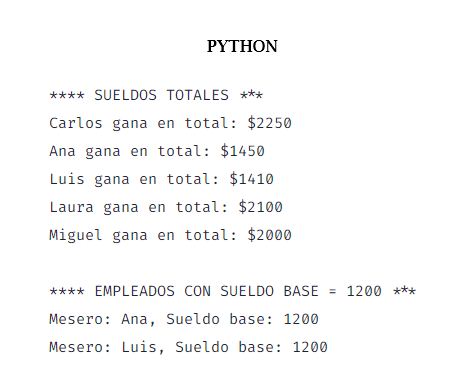 PYTHON
**** SUELDOS TOTALES ***
Carlos gana en total: $2250
Ana gana en total: $1450
Luis gana en total: $1410
Laura gana en total: $2100
Miguel gana en total: $2000
**** EMPLEADOS CON SUELDO BASE = 1200 ***
Mesero: Ana, Sueldo base: 1200
Mesero: Luis, Sueldo base: 1200